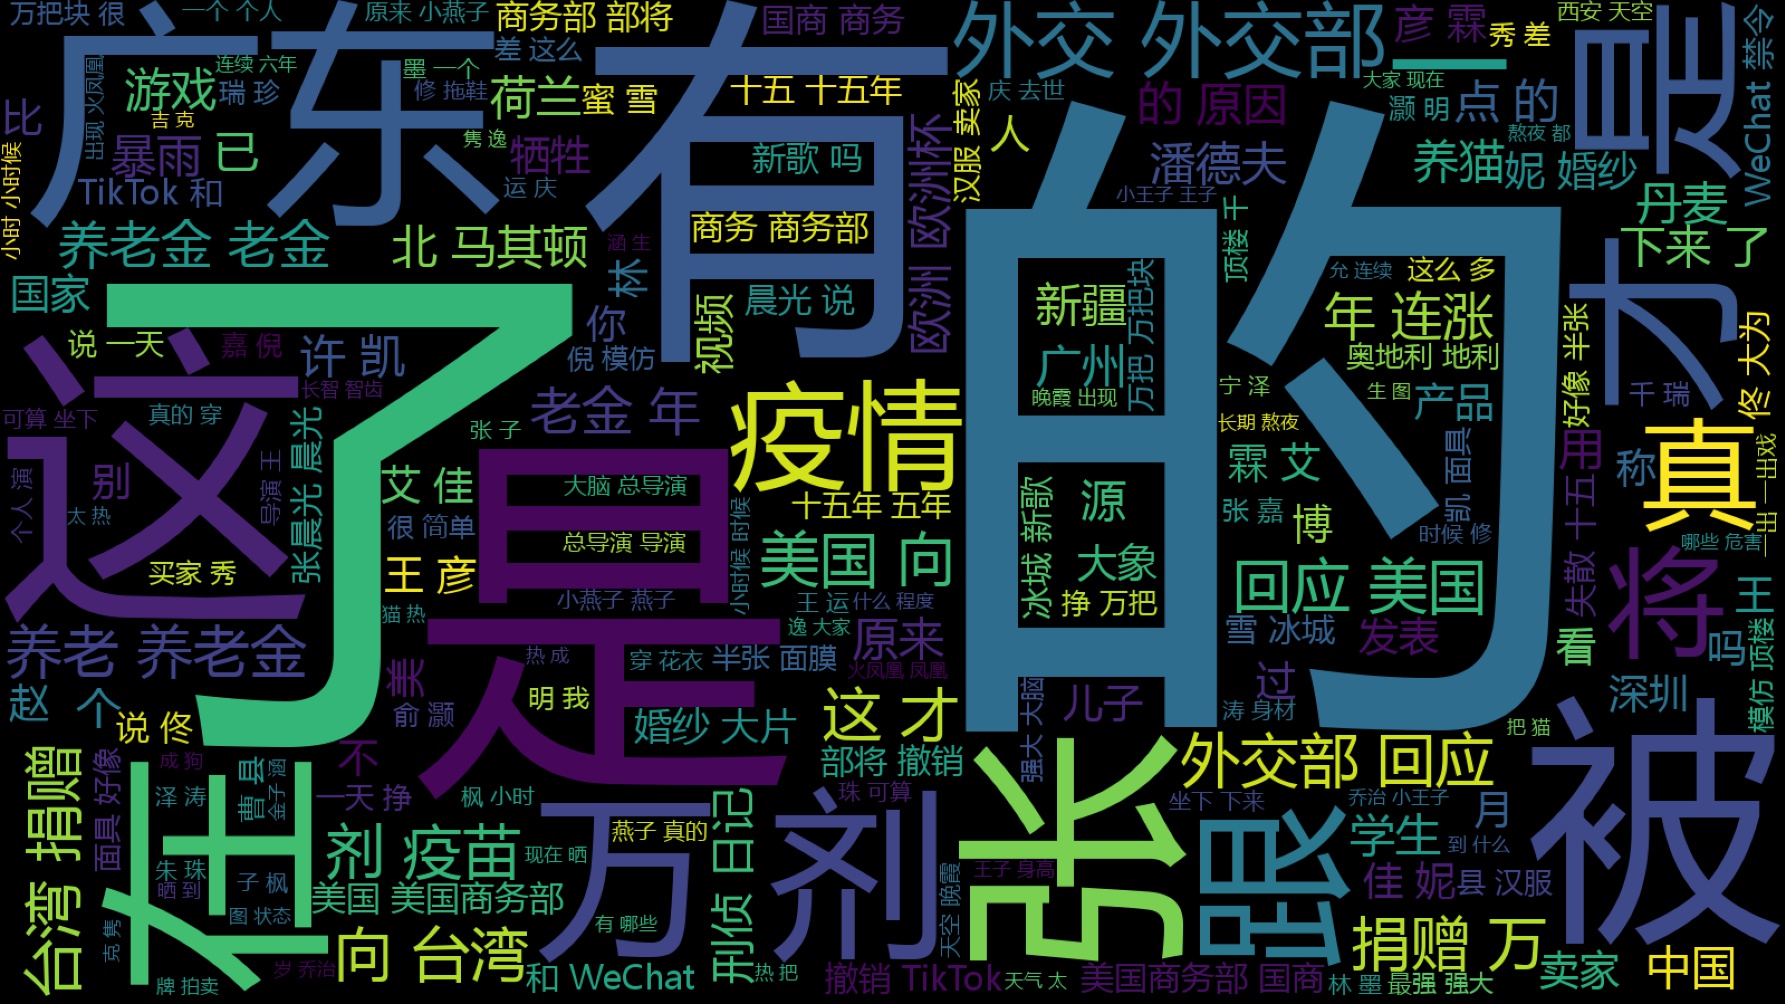 万把块 很
一个 个人
原来 小燕子
商务部 部将
国商 商务
外交 外交部
彦 霖
秀 差
西安 天空
WeChat 禁令
广东
有
是
一
差 这么
连续 六年
墨 一个
出现 火凤凰
游戏
瑞 珍
修 拖鞋
荷兰
蜜 雪
十五 十五年
汉服 卖家
庆 去世
的 原因
大家 现在
灏 明
点 的
比
吉 克
暴雨
已
隽 逸
牺牲
新歌 吗
人
潘德夫
养猫
熬夜 都
妮 婚纱
小时 小时候
TikTok 和
运 庆
欧洲 欧洲杯
小王子 王子
丹麦
养老金 老金
北 马其顿
涵 生
商务 商务部
顶楼 千
下来 了
国家
林
晨光 说
的
新疆
万把 万把块
允 连续
这么 多
才
了
你
视频
年 连涨
说 一天
嘉 倪
许 凯
倪 模仿
广州
奥地利 地利
好像 半张
佟 大为
这
长智 智齿
晚霞 出现
宁 泽
生 图
产品
千 瑞
可算 坐下
真的 穿
张晨光 晨光
张 子
老金 年
疫情
长期 熬夜
用
真
一出 一出戏
个人 演
别
导演 王
艾 佳
是
大脑 总导演
霖 艾
凯 面具
称
太 热
很 简单
小时候 时候
十五年 五年
冰城 新歌
源
张 嘉
博
时候 修
失散 十五
哪些 危害
总导演 导演
美国 向
大象
买家 秀
王 彦
小燕子 燕子
王 运
什么 程度
挣 万把
回应 美国
将
王
猫 热
逸 大家
原来
雪 冰城
发表
看
吗
模仿 顶楼
养老 养老金
美
热 成
穿 花衣
半张 面膜
火凤凰 凤凰
过
深圳
赵
个
说 佟
俞 灏
明 我
婚纱 大片
这 才
强大 大脑
儿子
涛 身材
把 猫
台湾 捐赠
面具 好像
成 狗
曹 县
金子 涵
不
部将 撤销
张
外交部 回应
被
在
泽 涛
一天 挣
枫 小时
万
剂
珠 可算
坐下 下来
跟
乔治 小王子
月
朱 珠
晒 到
子 枫
剂 疫苗
现在 晒
燕子 真的
刑侦 日记
王子 身高
学生
到 什么
图 状态
美国 美国商务部
有 哪些
天空 晚霞
佳 妮
县 汉服
克 隽
牌 拍卖
岁 乔治
向 台湾
和 WeChat
热 把
撤销 TikTok
天气 太
美国商务部 国商
林 墨
最强 强大
捐赠 万
卖家
中国